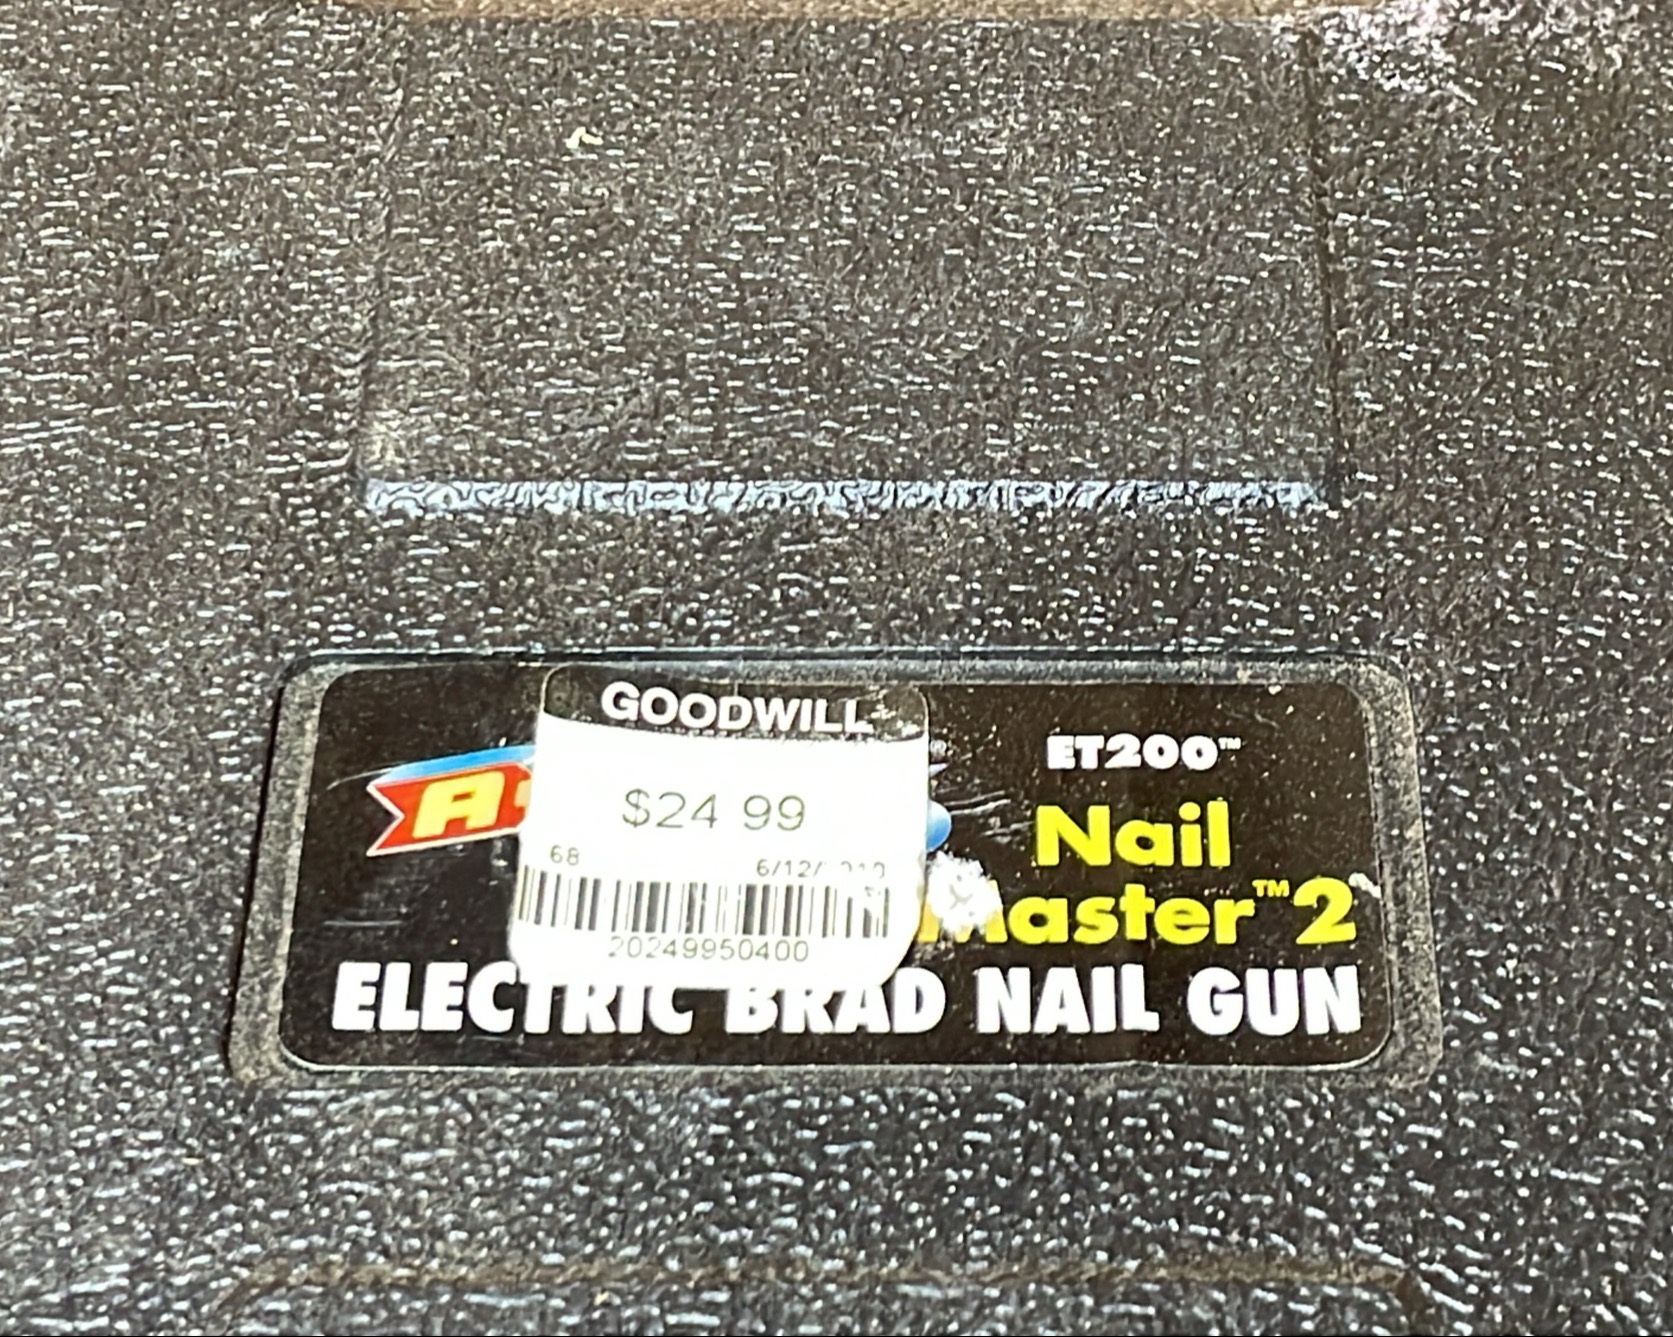 GOODWILL
$24 99
68
20249950400
ET200™
Nail
Master™2
ELECTRIC BRAD NAIL GUN